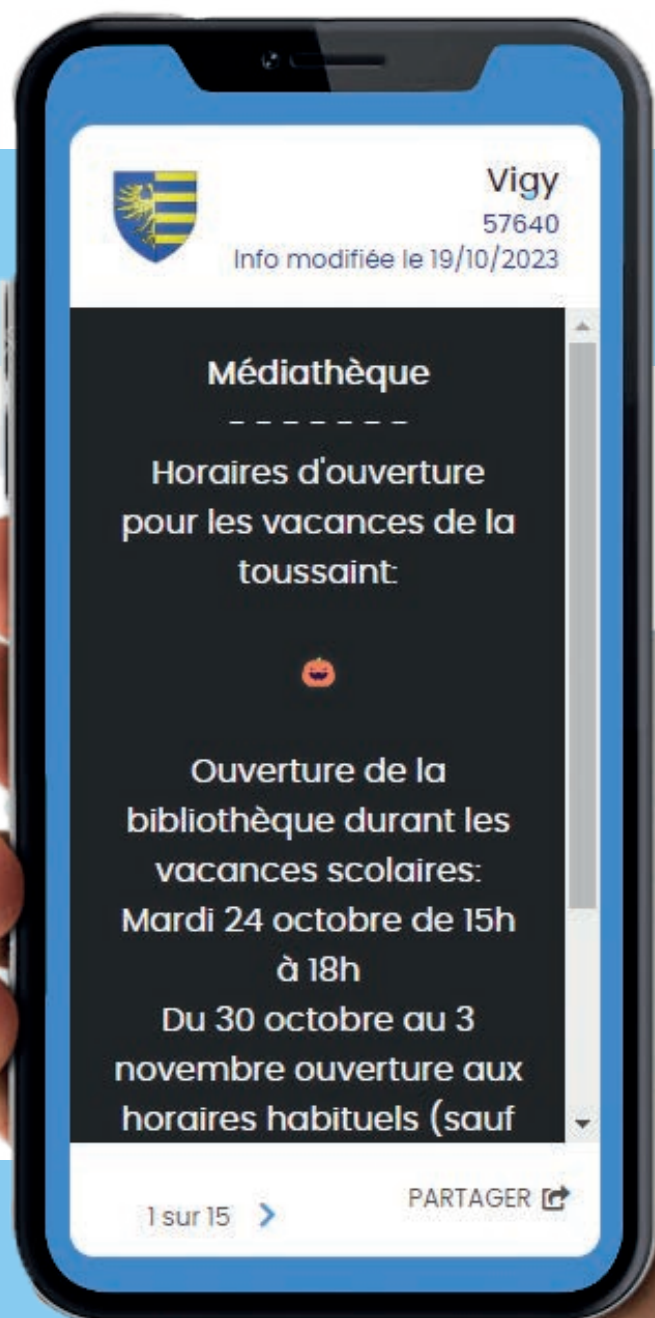 Vigy
57640
Info modifiée le 19/10/2023
Médiathèque
- - - - - - -
Horaires d'ouverture
pour les vacances de la
toussaint:
Ouverture de la
bibliothèque durant les
vacances scolaires:
Mardi 24 octobre de 15h
à 18h
Du 30 octobre au 3
novembre ouverture aux
horaires habituels (sauf
1 sur 15
PARTAGER